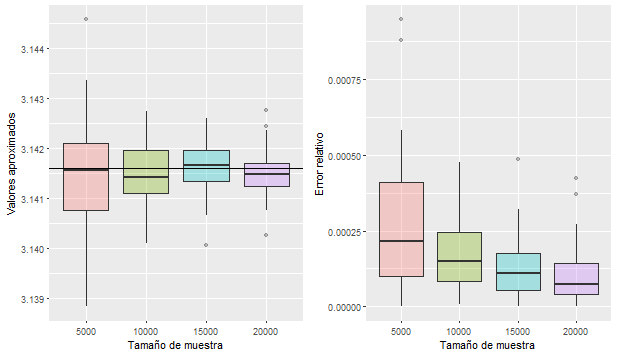 Valores aproximados
3.144
3.143
3.142
3.141
3.140
3.139
5000 10000 15000 20000
Tamaño de muestra
Error relativo
0.00075
0.00050
0.00025
0.00000
5000 10000 15000 20000
Tamaño de muestra